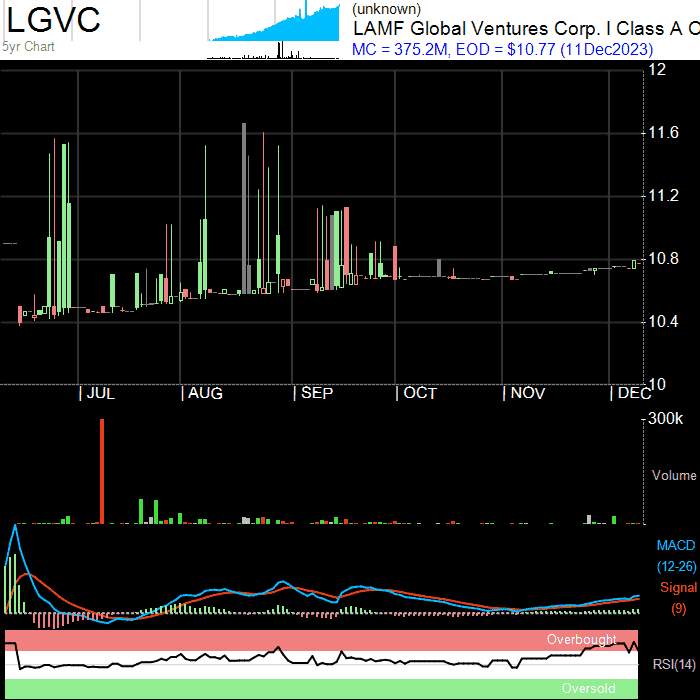 LGVC
5yr Chart
(unknown)
LAMF Global Ventures Corp. I Class A O
MC = 375.2M, EOD = $10.77 (11Dec2023)
12
11.6
11.2
10.8
10.4
10
JUL AUG SEP OCT NOV DEC
300k
Volume
MACD
(12-26)
Signal
(9)
Overbought
RSI(14)
Oversold